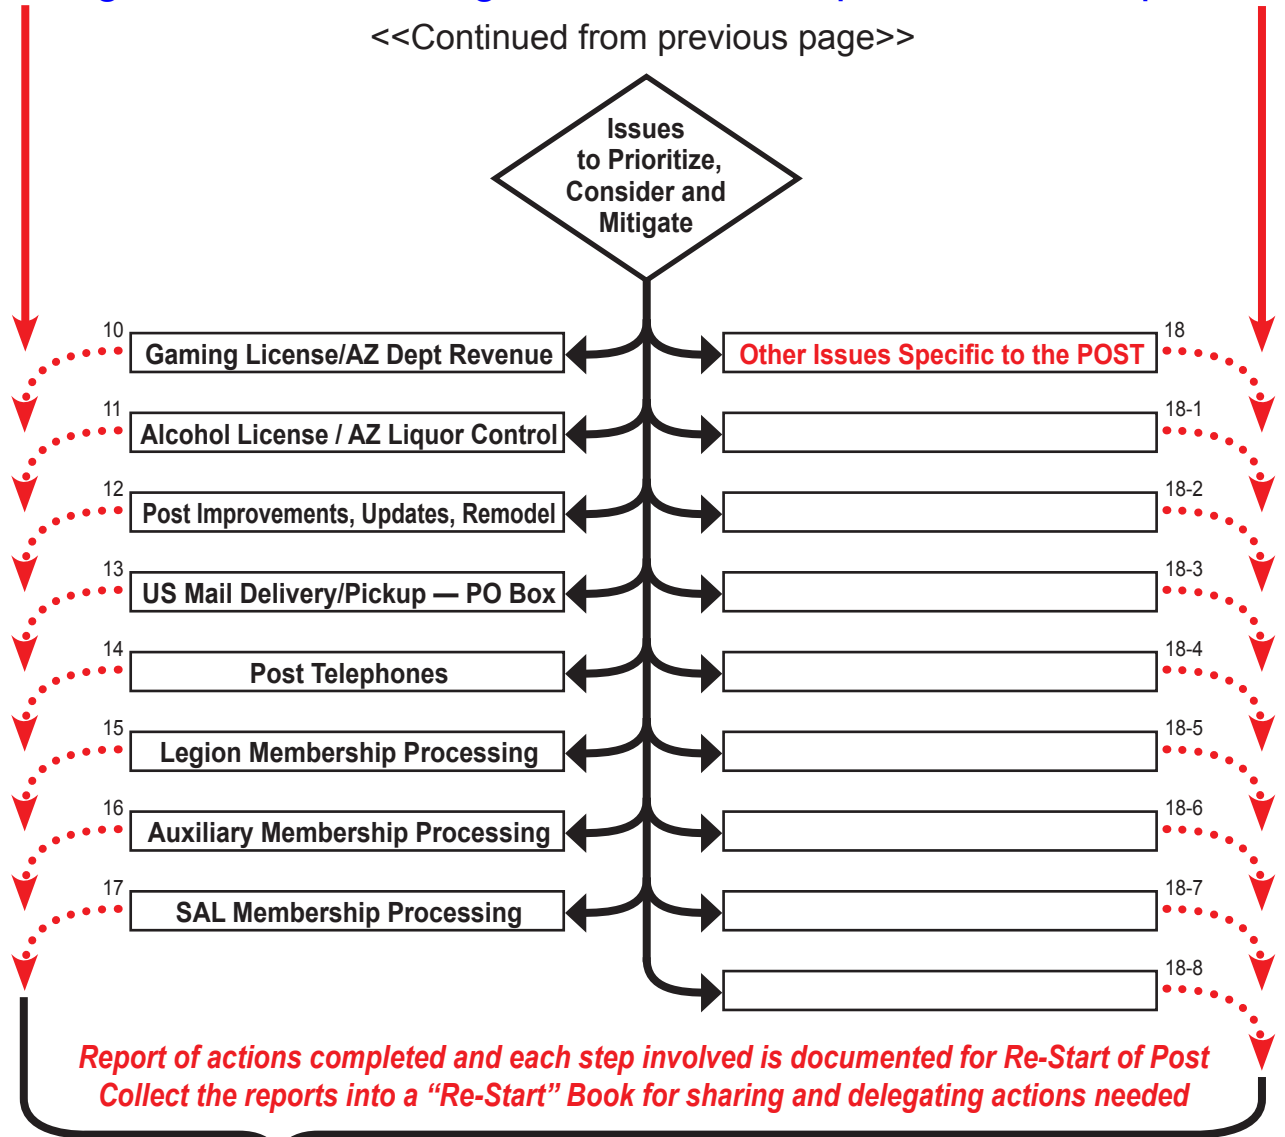 <<Continued from previous page>>
Issues
to Prioritize,
Consider and
Mitigate
10
Gaming License/AZ Dept Revenue
18
Other Issues Specific to the POST
11
Alcohol License / AZ Liquor Control
18-1
12
Post Improvements, Updates, Remodel
18-2
13
US Mail Delivery/Pickup — PO Box
18-3
14
Post Telephones
18-4
15
Legion Membership Processing
18-5
16
Auxiliary Membership Processing
18-6
17
SAL Membership Processing
18-7
18-8
Report of actions completed and each step involved is documented for Re-Start of Post
Collect the reports into a “Re-Start” Book for sharing and delegating actions needed